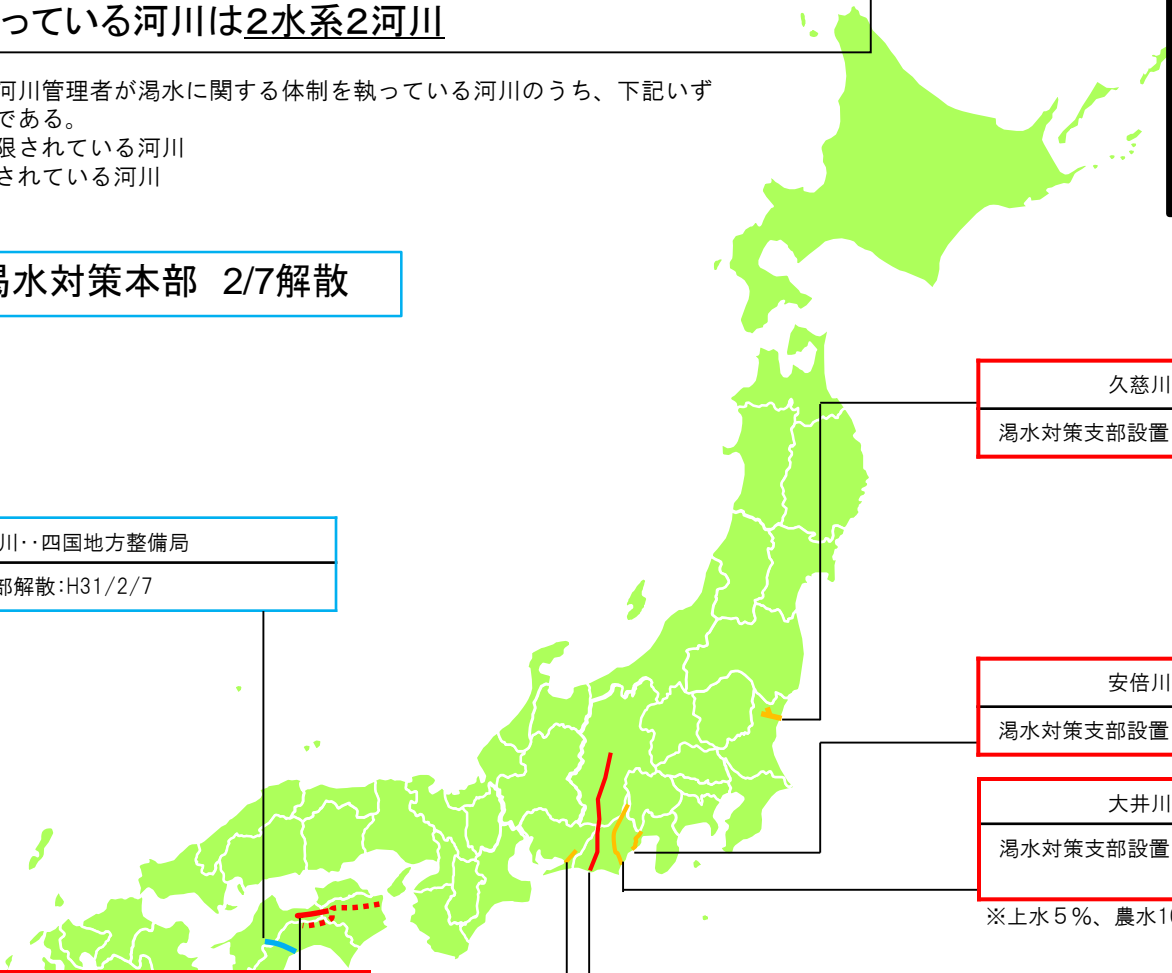 っている河川は2水系2河川
河川管理者が渇水に関する体制を執っている河川のうち、下記いず
である。
限されている河川
されている河川
渇水対策本部 2/7解散
久慈川
渇水対策支部設置
川‥四国地方整備局
部解散:H31/2/7
安倍川
渇水対策支部設置
大井川
渇水対策支部設置
※上水５%、農水10